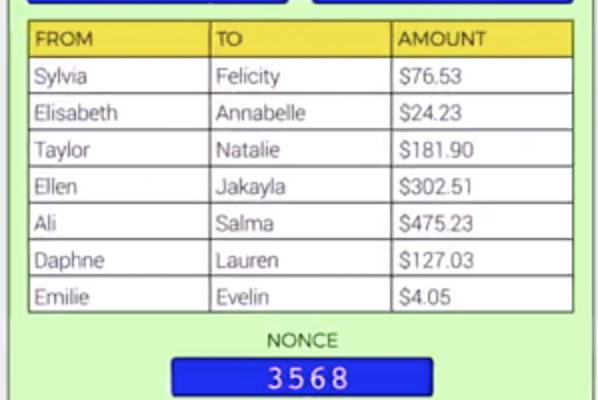 FROM TO AMOUNT
Sylvia Felicity $76.53
Elisabeth Annabelle $24.23
Taylor Natalie $181.90
Ellen Jakayla $302.51
Ali Salma $475.23
Daphne Lauren $127.03
Emilie Evelin $4.05
NONCE
3568